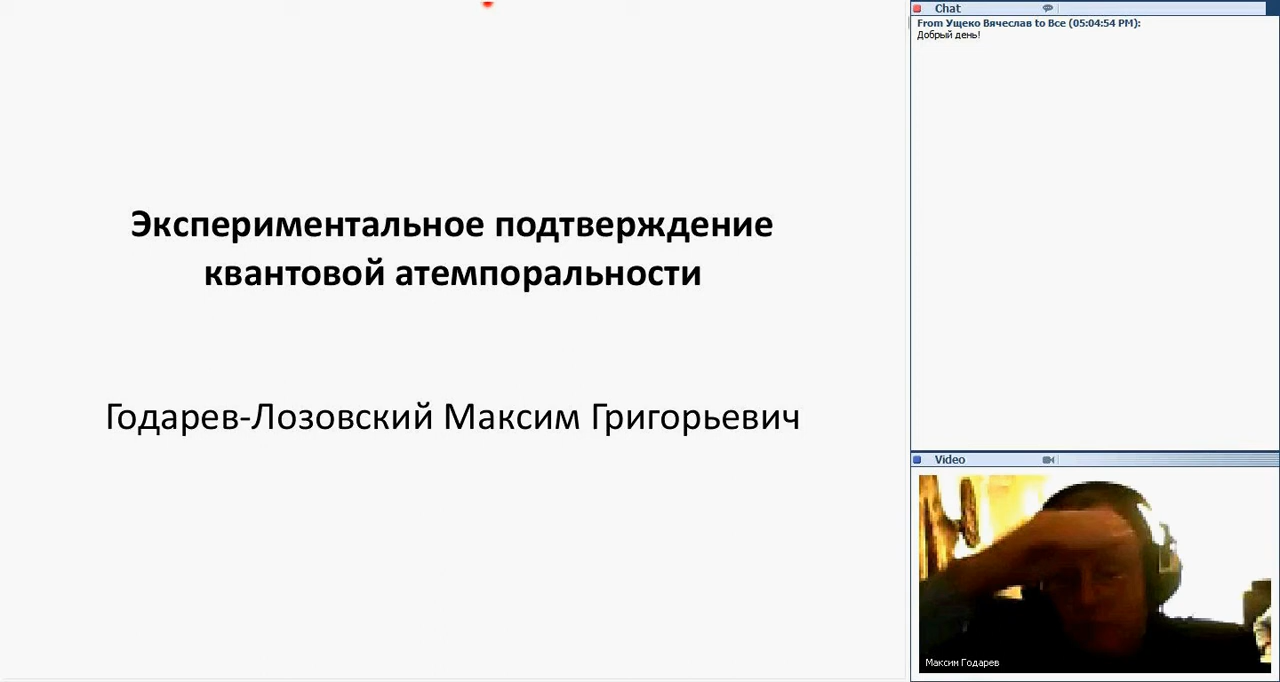 Экспериментальное подтверждение
квантовой атемпоральности
Годарев-Лозовский Максим Григорьевич
Chat
From Ущеко Вячеслав to Все (05:04:54 PM):
Добрый день!
Video
Максим Годарев